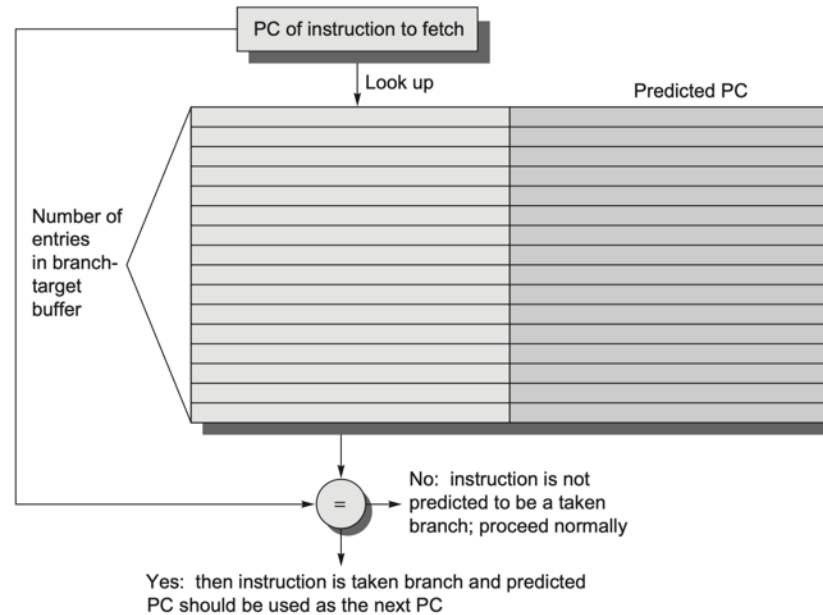 PC of instruction to fetch
Look up
Predicted PC
Number of
entries
in branch-
target
buffer
=
No: instruction is not
predicted to be a taken
branch; proceed normally
Yes: then instruction is taken branch and predicted
PC should be used as the next PC